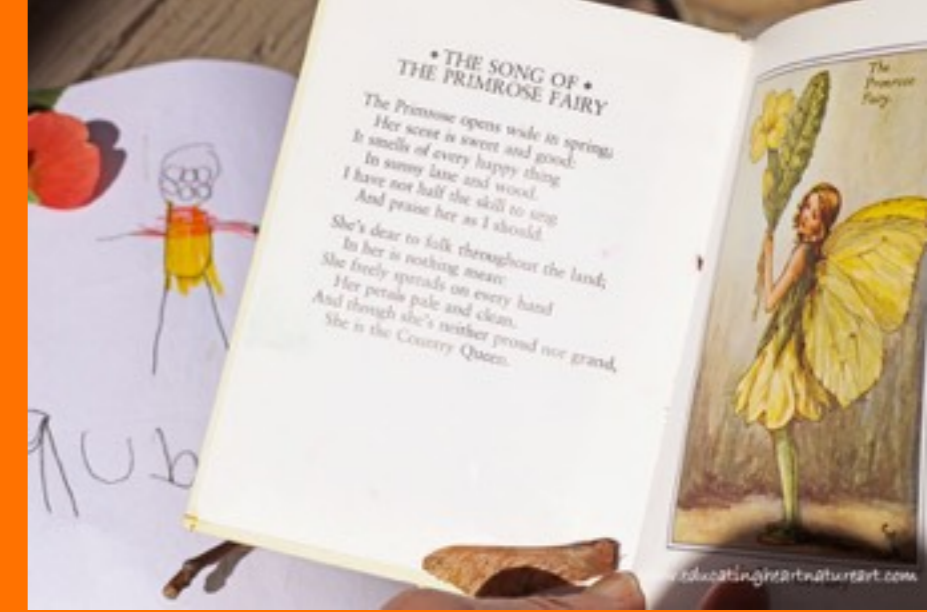 • THE SONG OF •
THE PRIMROSE FAIRY
The Primrose opens wide in spring;
Her scent is sweet and good:
It smells of every happy thing
In sunny lane and wood.
I have not half the skill to sing
And praise her as I should.
She's dear to folk throughout the land;
In her is nothing mean:
She freely spreads on every hand
Her petals pale and clean.
And though she's neither proud nor grand,
She is the Country Queen.
The
Primrose
Fairy.
www.educatingheartnatureart.com